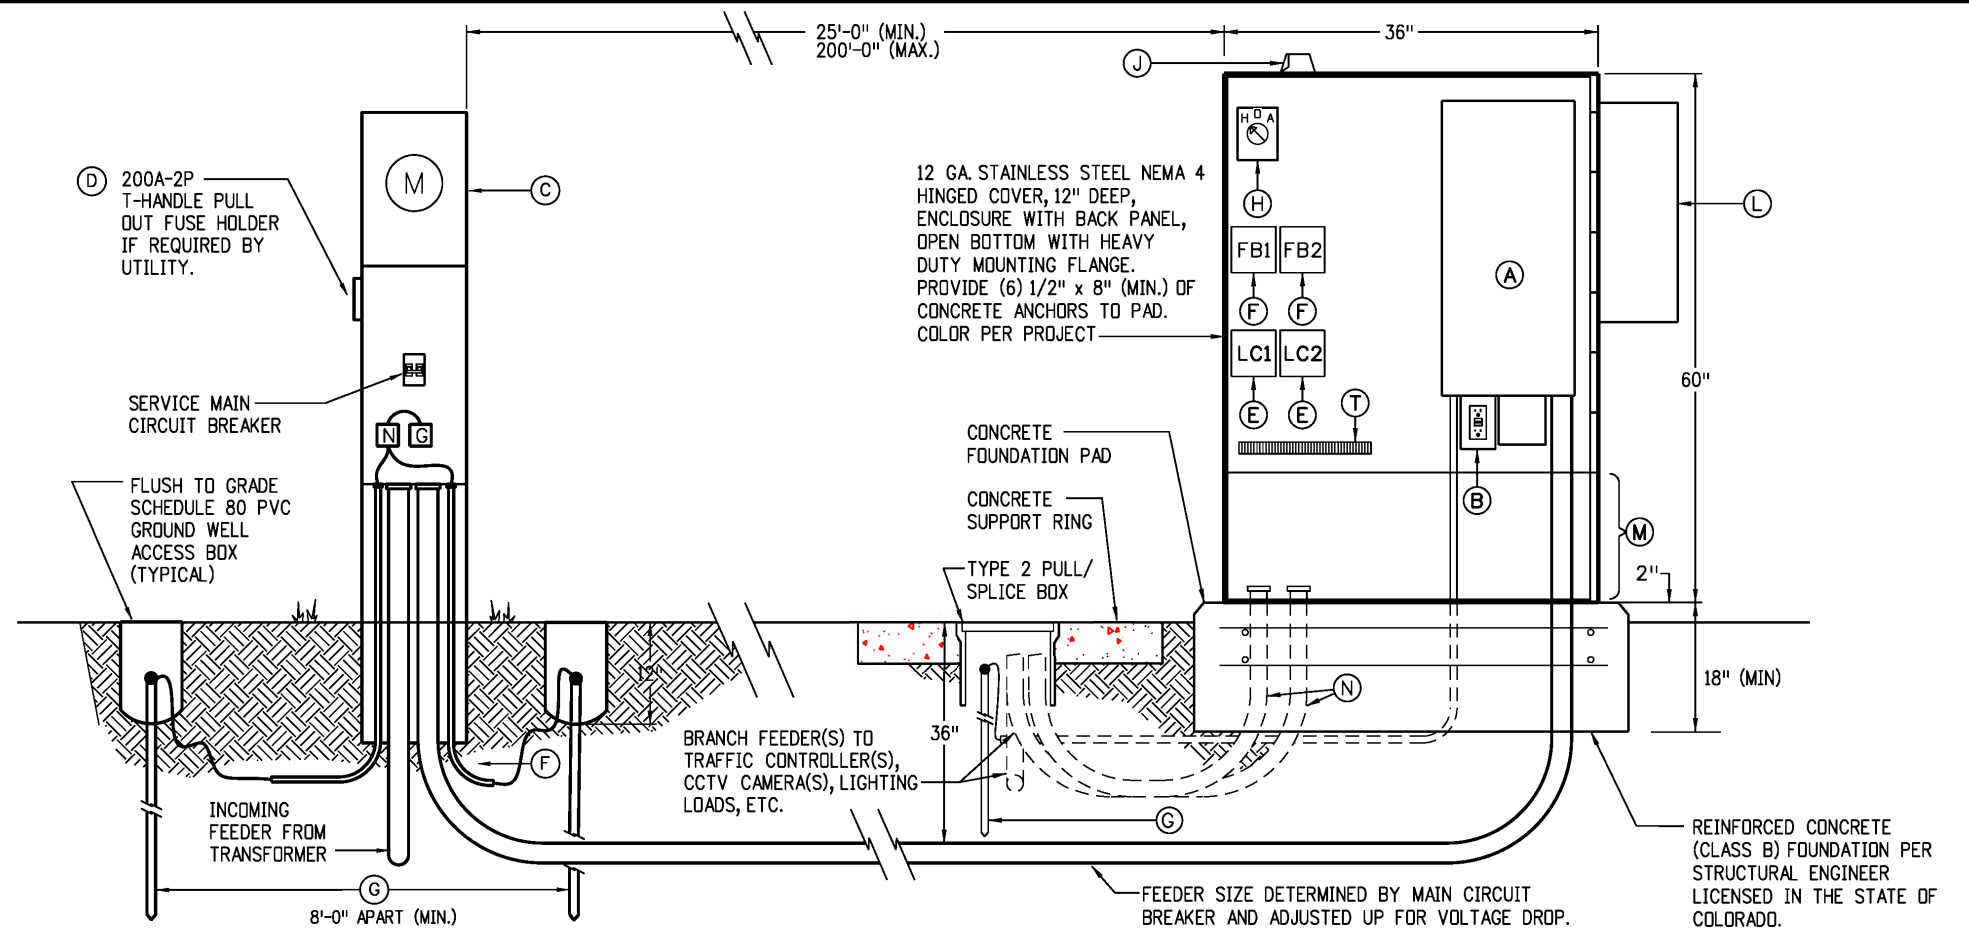 25'-0" (MIN.)
200'-0" (MAX.)
36"
J
D
200A-2P
T-HANDLE PULL
OUT FUSE HOLDER
IF REQUIRED BY
UTILITY.
M
C
12 GA. STAINLESS STEEL NEMA 4
HINGED COVER, 12" DEEP,
ENCLOSURE WITH BACK PANEL,
OPEN BOTTOM WITH HEAVY
DUTY MOUNTING FLANGE.
PROVIDE (6) 1/2" x 8" (MIN.) OF
CONCRETE ANCHORS TO PAD.
COLOR PER PROJECT
H O A
H
FB1 FB2
F F
LC1 LC2
E E
T
A
B
L
60"
M
2"
18" (MIN)
SERVICE MAIN
CIRCUIT BREAKER
N G
FLUSH TO GRADE
SCHEDULE 80 PVC
GROUND WELL
ACCESS BOX
(TYPICAL)
CONCRETE
FOUNDATION PAD
CONCRETE
SUPPORT RING
TYPE 2 PULL/
SPLICE BOX
12"
36"
N
F
BRANCH FEEDER(S) TO
TRAFFIC CONTROLLER(S),
CCTV CAMERA(S), LIGHTING
LOADS, ETC.
G
INCOMING
FEEDER FROM
TRANSFORMER
G
8'-0" APART (MIN.)
FEEDER SIZE DETERMINED BY MAIN CIRCUIT
BREAKER AND ADJUSTED UP FOR VOLTAGE DROP.
REINFORCED CONCRETE
(CLASS B) FOUNDATION PER
STRUCTURAL ENGINEER
LICENSED IN THE STATE OF
COLORADO.